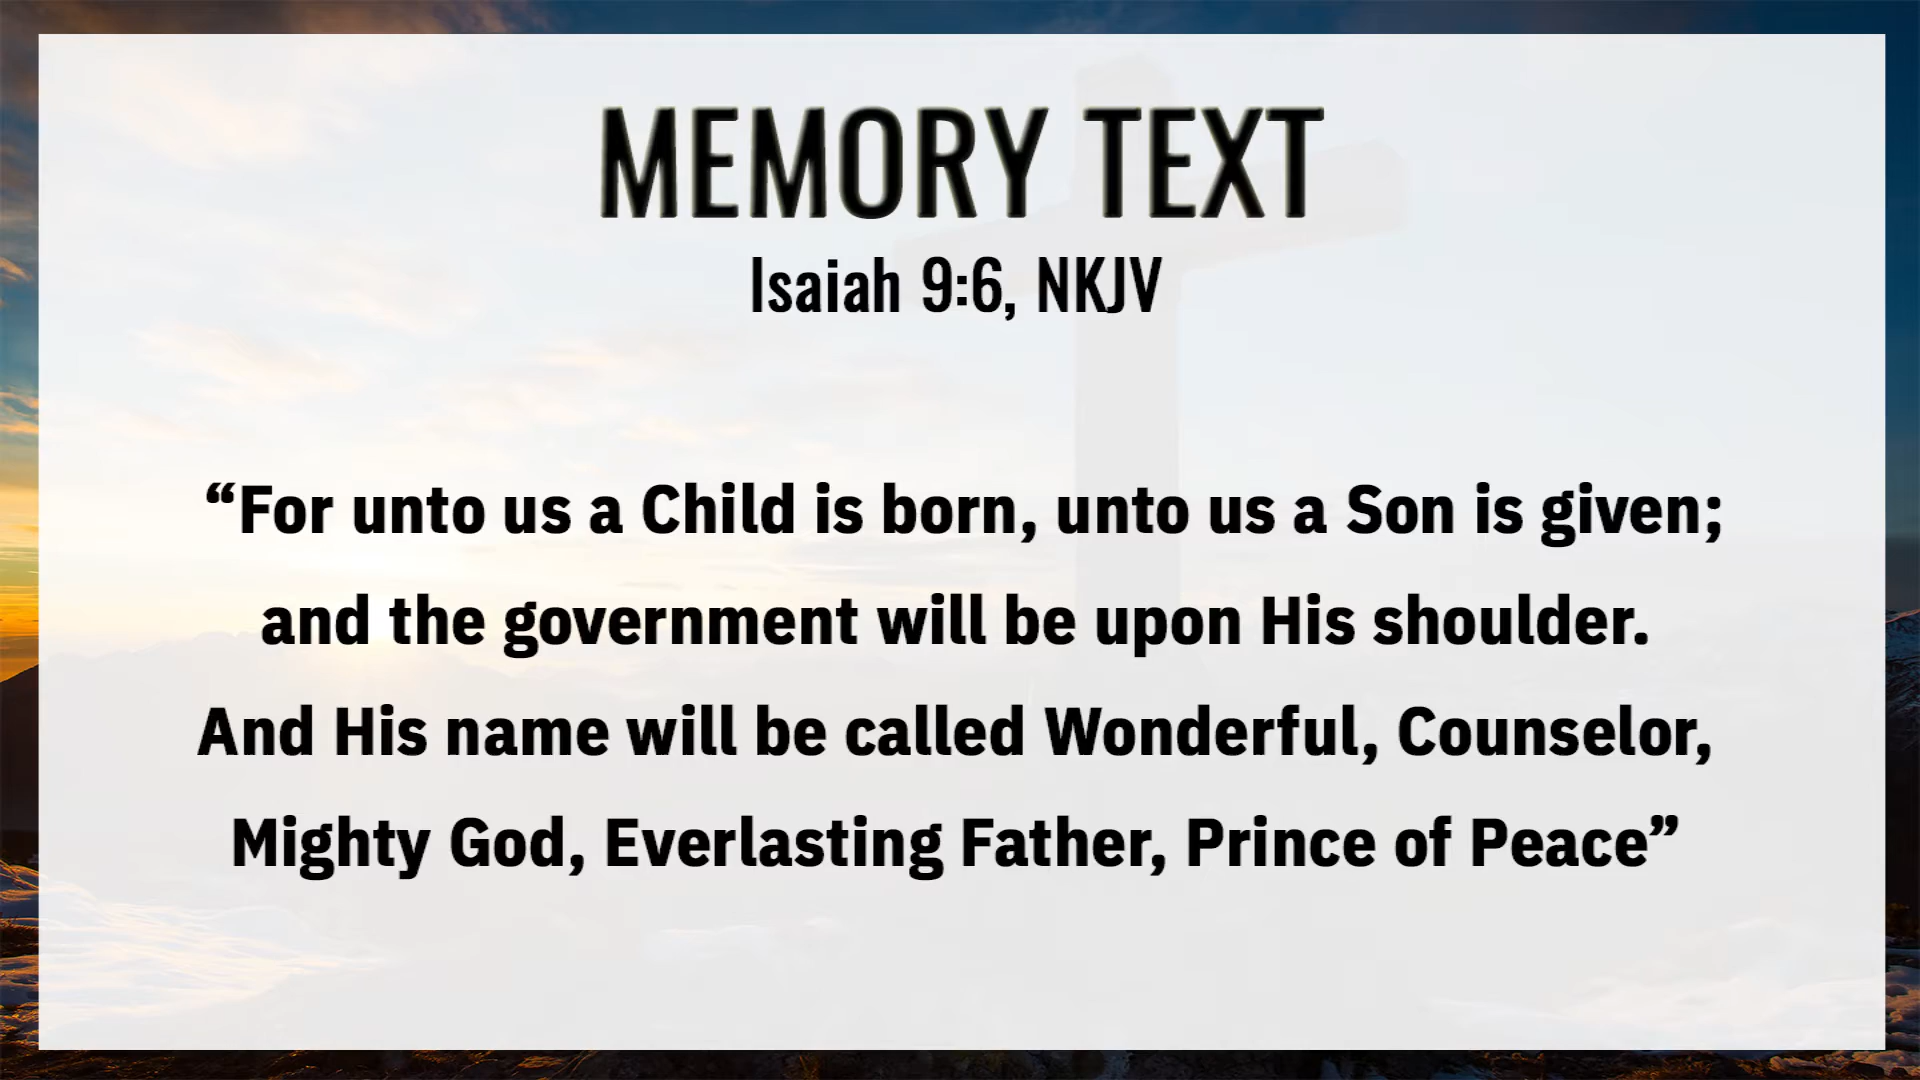 MEMORY TEXT
Isaiah 9:6, NKJV
“For unto us a Child is born, unto us a Son is given;
and the government will be upon His shoulder.
And His name will be called Wonderful, Counselor,
Mighty God, Everlasting Father, Prince of Peace”